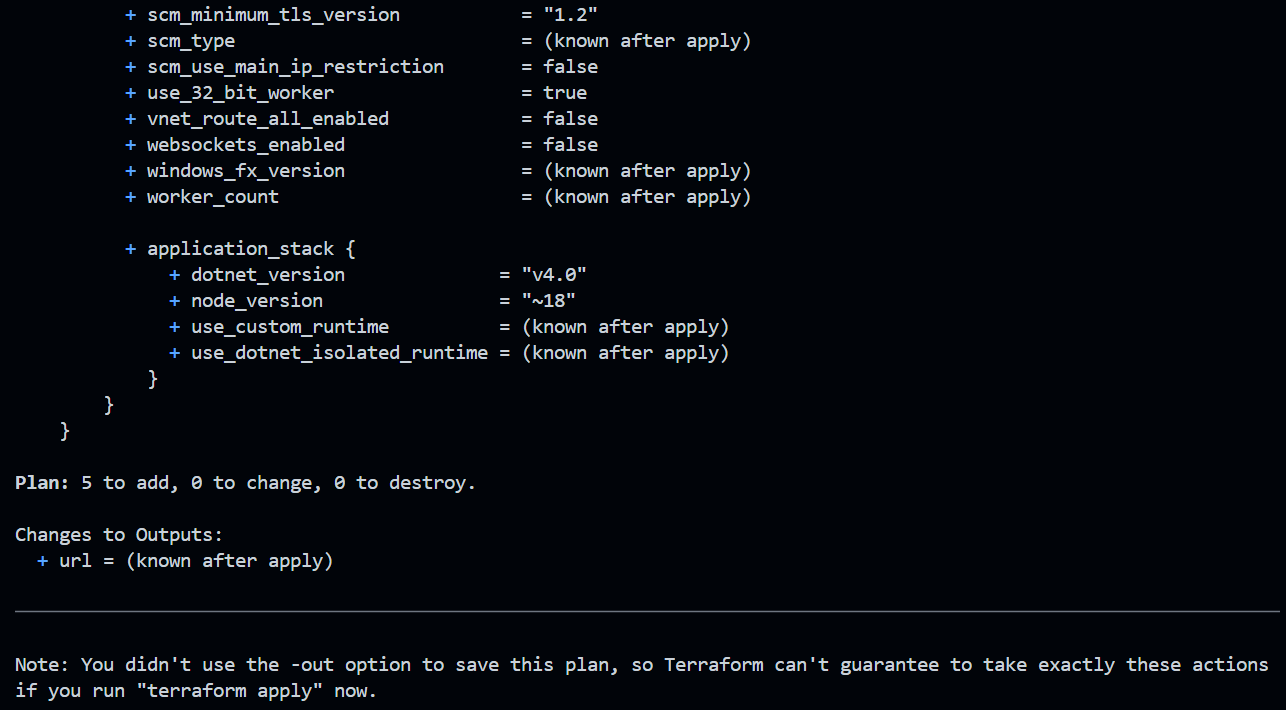 + scm_minimum_tls_version = "1.2"
+ scm_type = (known after apply)
+ scm_use_main_ip_restriction = false
+ use_32_bit_worker = true
+ vnet_route_all_enabled = false
+ websockets_enabled = false
+ windows_fx_version = (known after apply)
+ worker_count = (known after apply)
+ application_stack {
+ dotnet_version = "v4.0"
+ node_version = "~18"
+ use_custom_runtime = (known after apply)
+ use_dotnet_isolated_runtime = (known after apply)
}
}
}
Plan: 5 to add, 0 to change, 0 to destroy.
Changes to Outputs:
+ url = (known after apply)
Note: You didn't use the -out option to save this plan, so Terraform can't guarantee to take exactly these actions
if you run "terraform apply" now.